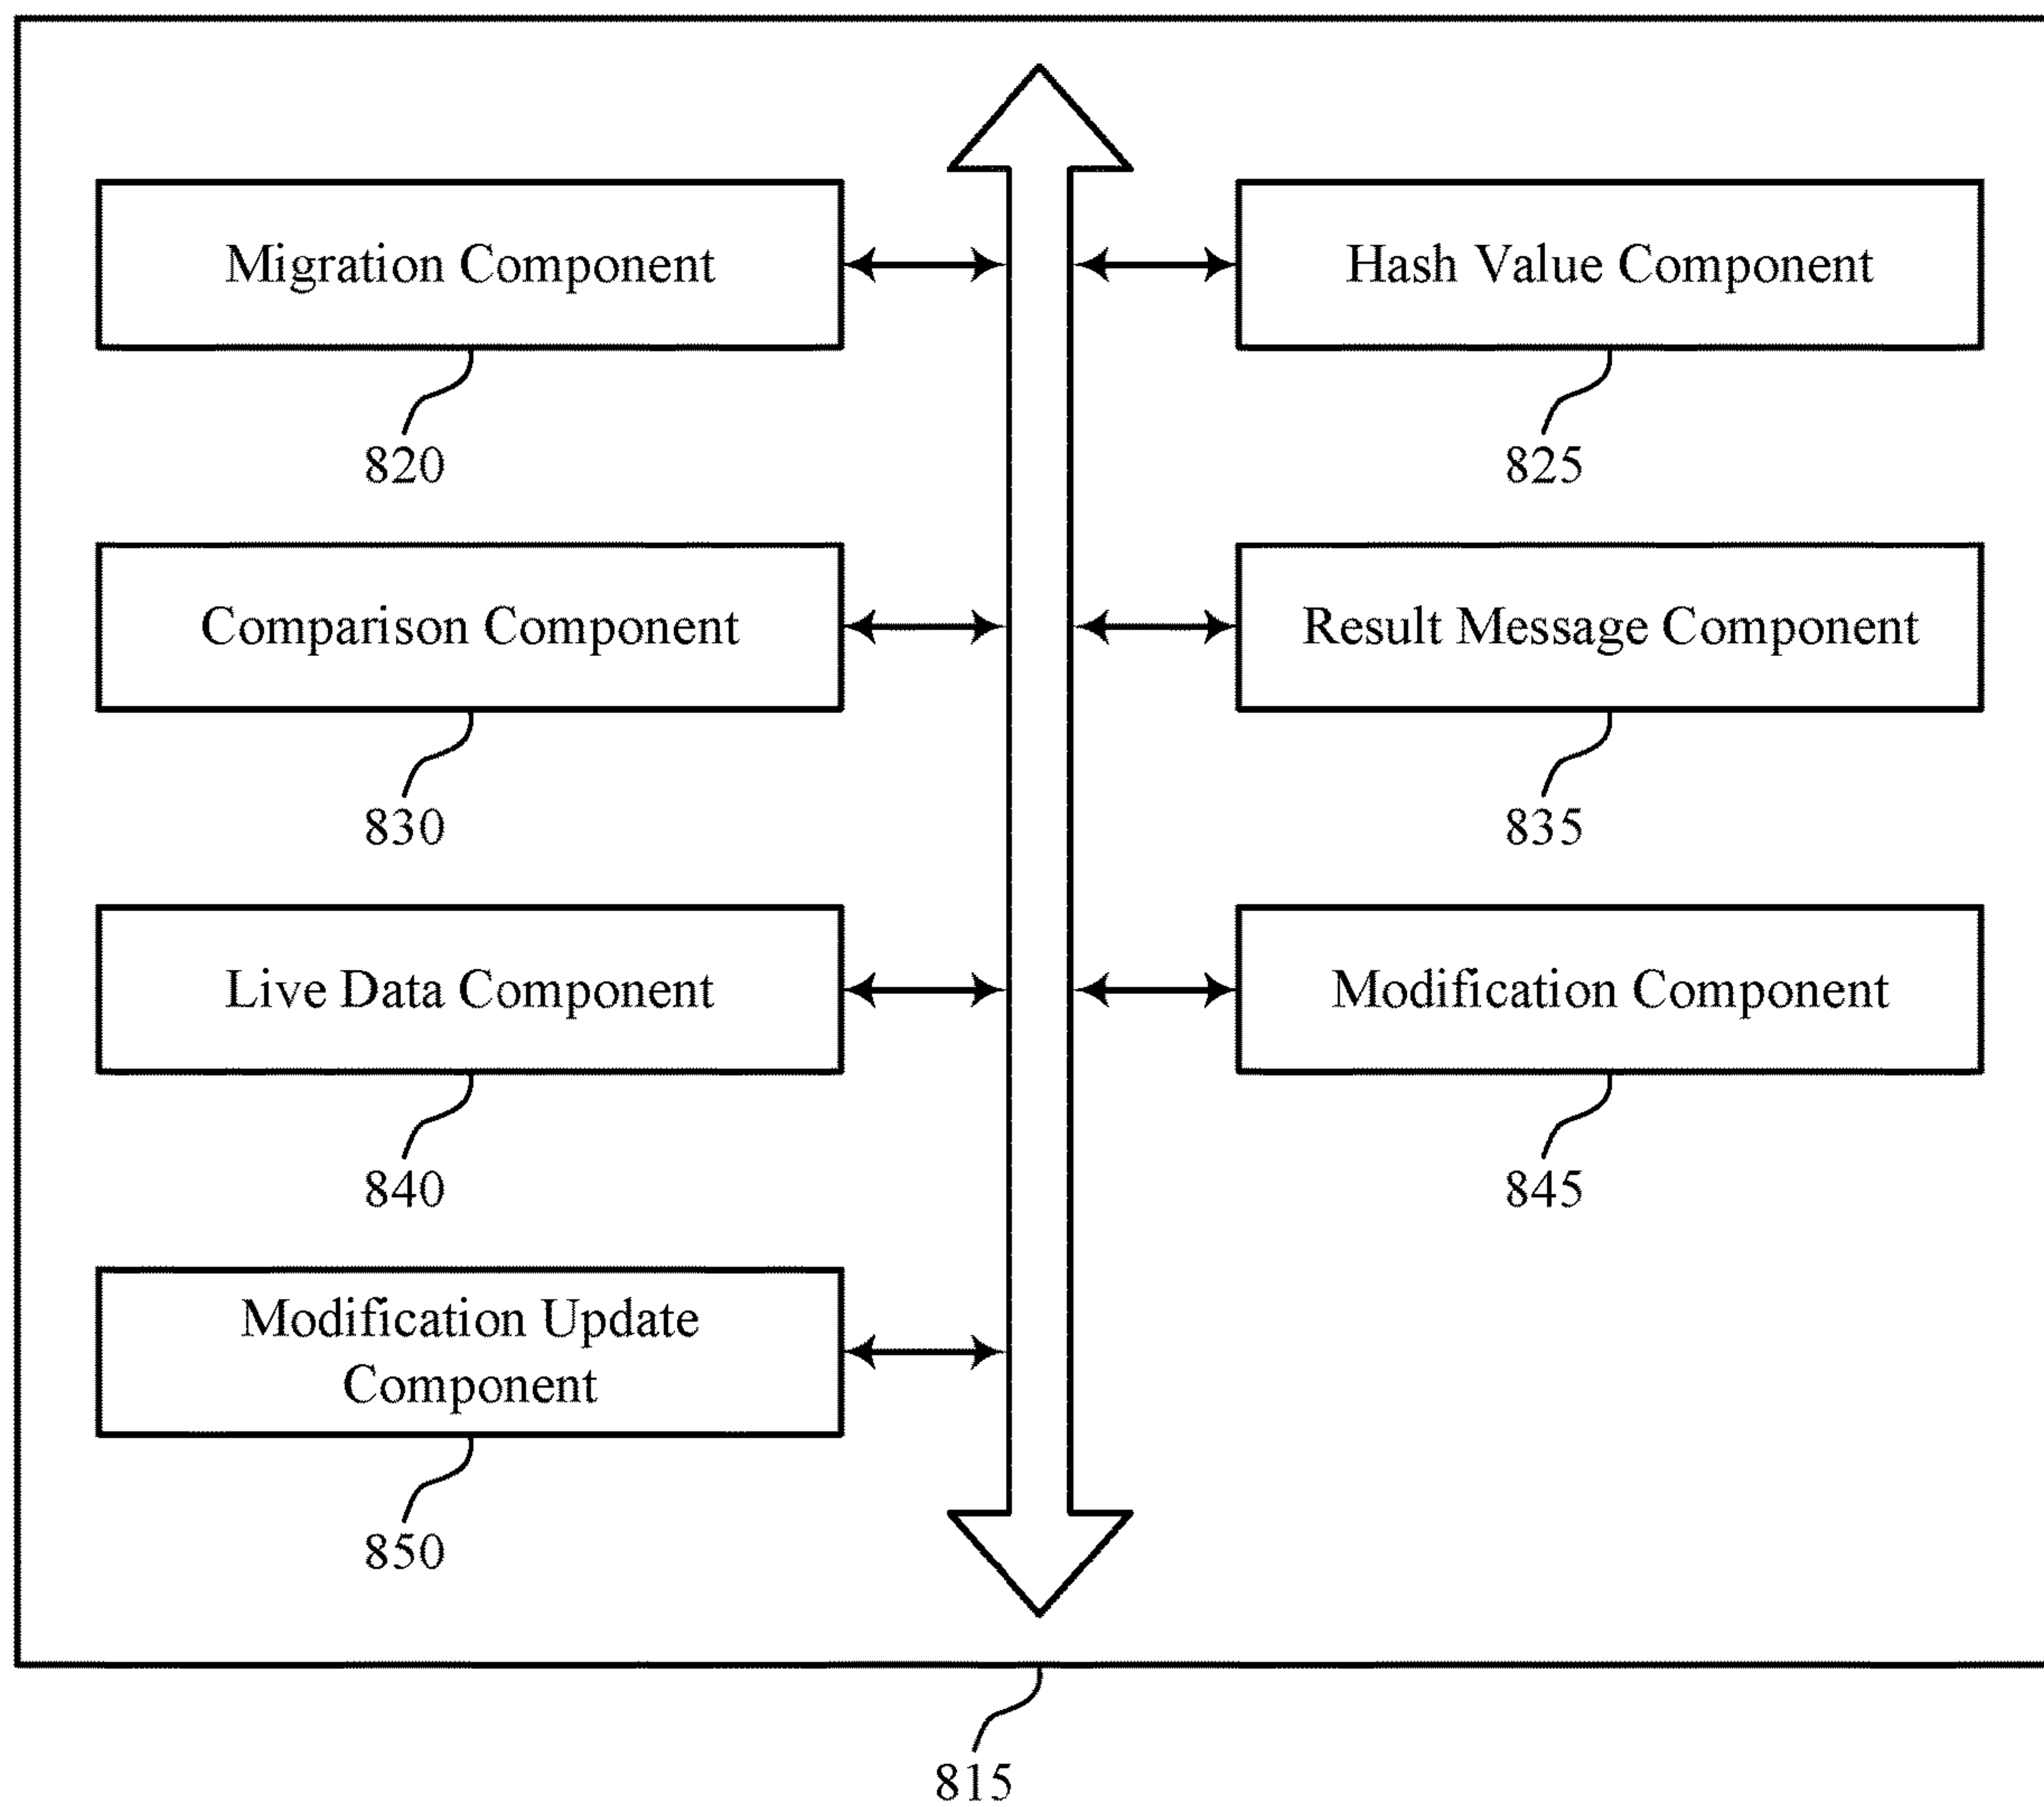 Migration Component
Hash Value Component
820
825
Comparison Component
Result Message Component
830
835
Live Data Component
Modification Component
840
845
Modification Update
Component
850
815